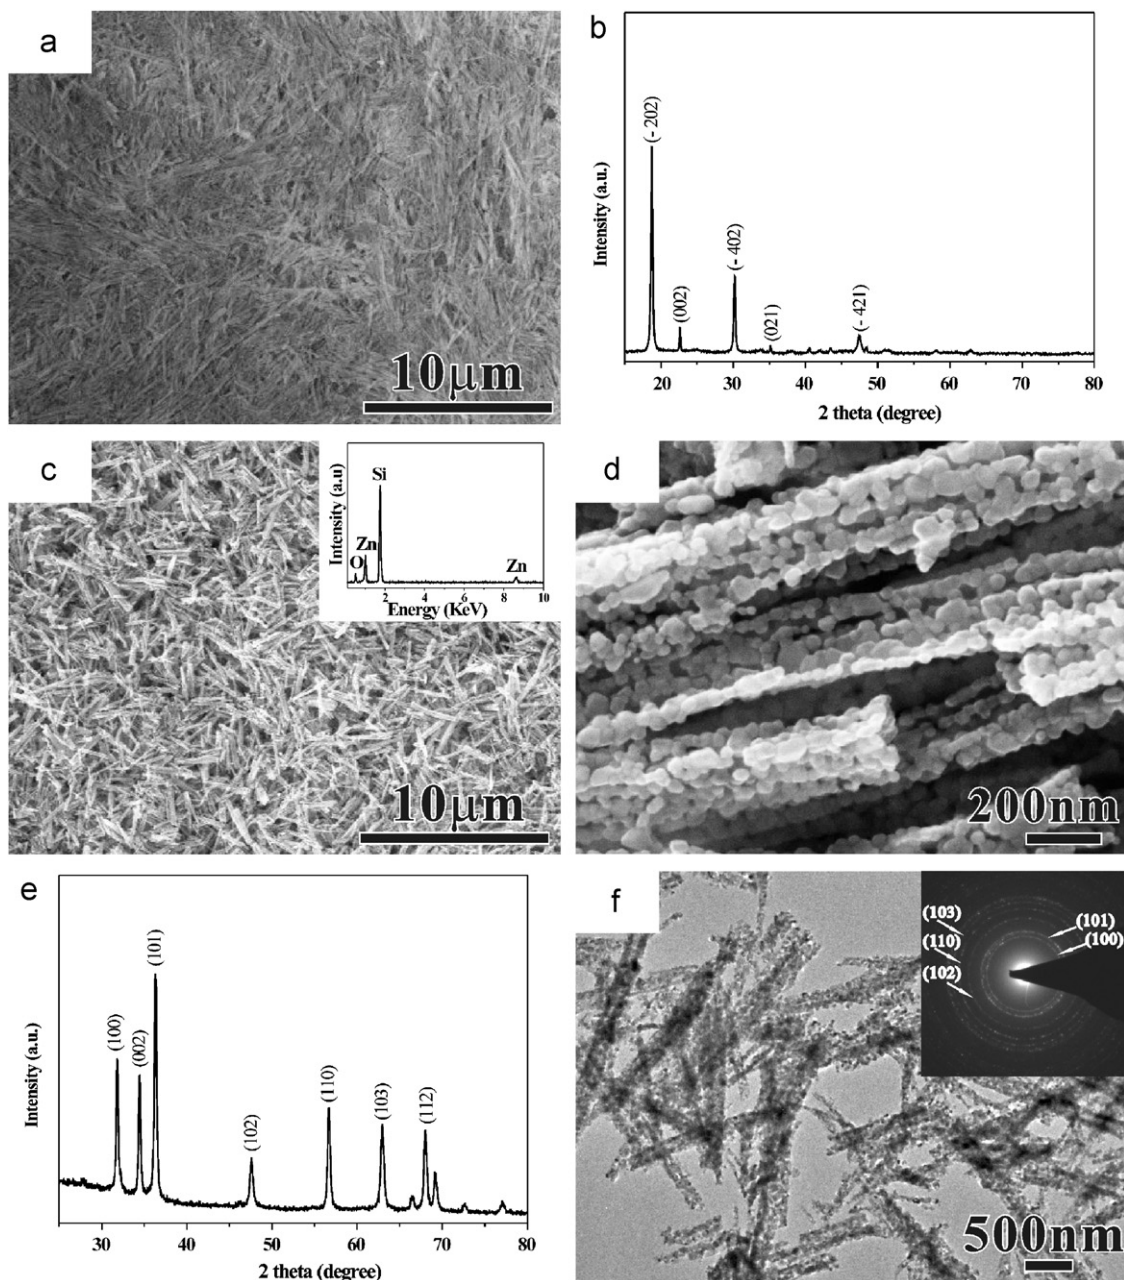 a
10μm
b
Intensity (a.u.)
(-202)
(002)
(-402)
(021)
(-421)
20 30 40 50 60 70 80
2 theta (degree)
c
10μm
Intensity (a.u)
O
Zn
Si
Zn
2 4 6 8 10
Energy (KeV)
d
200nm
e
Intensity (a.u.)
(100)
(002)
(101)
(102)
(110)
(103)
(112)
30 40 50 60 70 80
2 theta (degree)
f
(103)
(110)
(102)
(101)
(100)
500nm